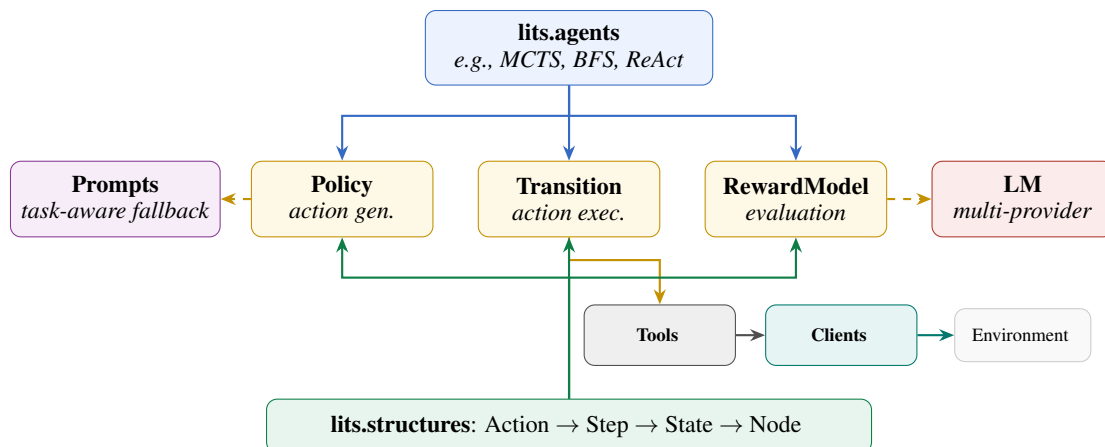 lits.agents
e.g., MCTS, BFS, ReAct
Prompts
task-aware fallback
Policy
action gen.
Transition
action exec.
RewardModel
evaluation
LM
multi-provider
Tools
Clients
Environment
lits.structures: Action → Step → State → Node